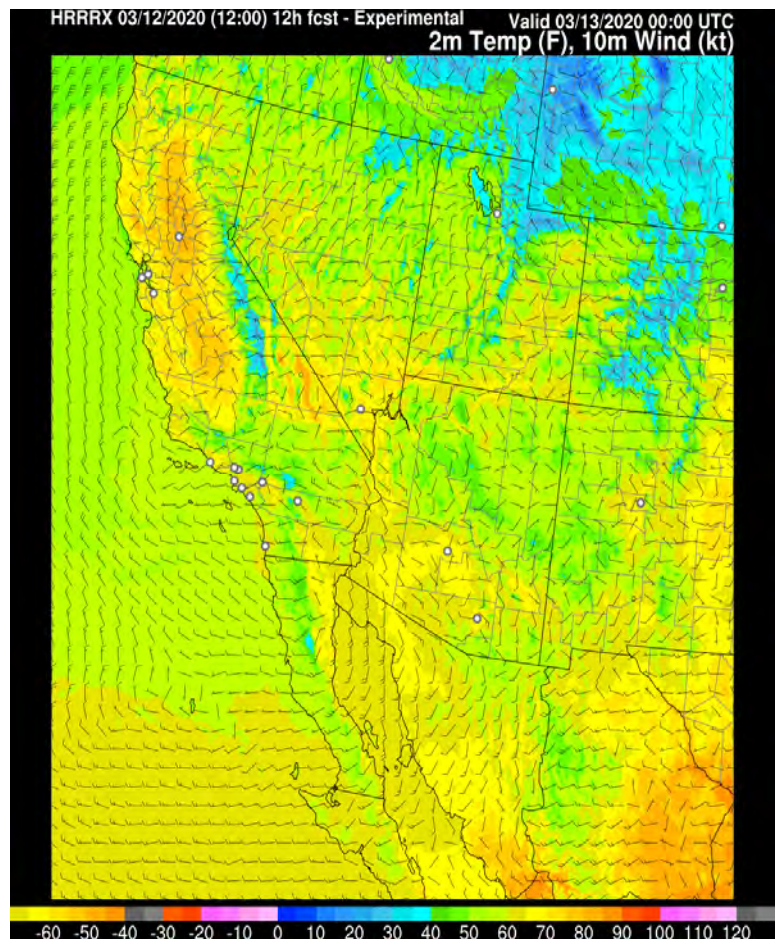 HRRRX 03/12/2020 (12:00) 12h fcst - Experimental
Valid 03/13/2020 00:00 UTC
2m Temp (F), 10m Wind (kt)
-60 -50 -40 -30 -20 -10 0 10 20 30 40 50 60 70 80 90 100 110 120